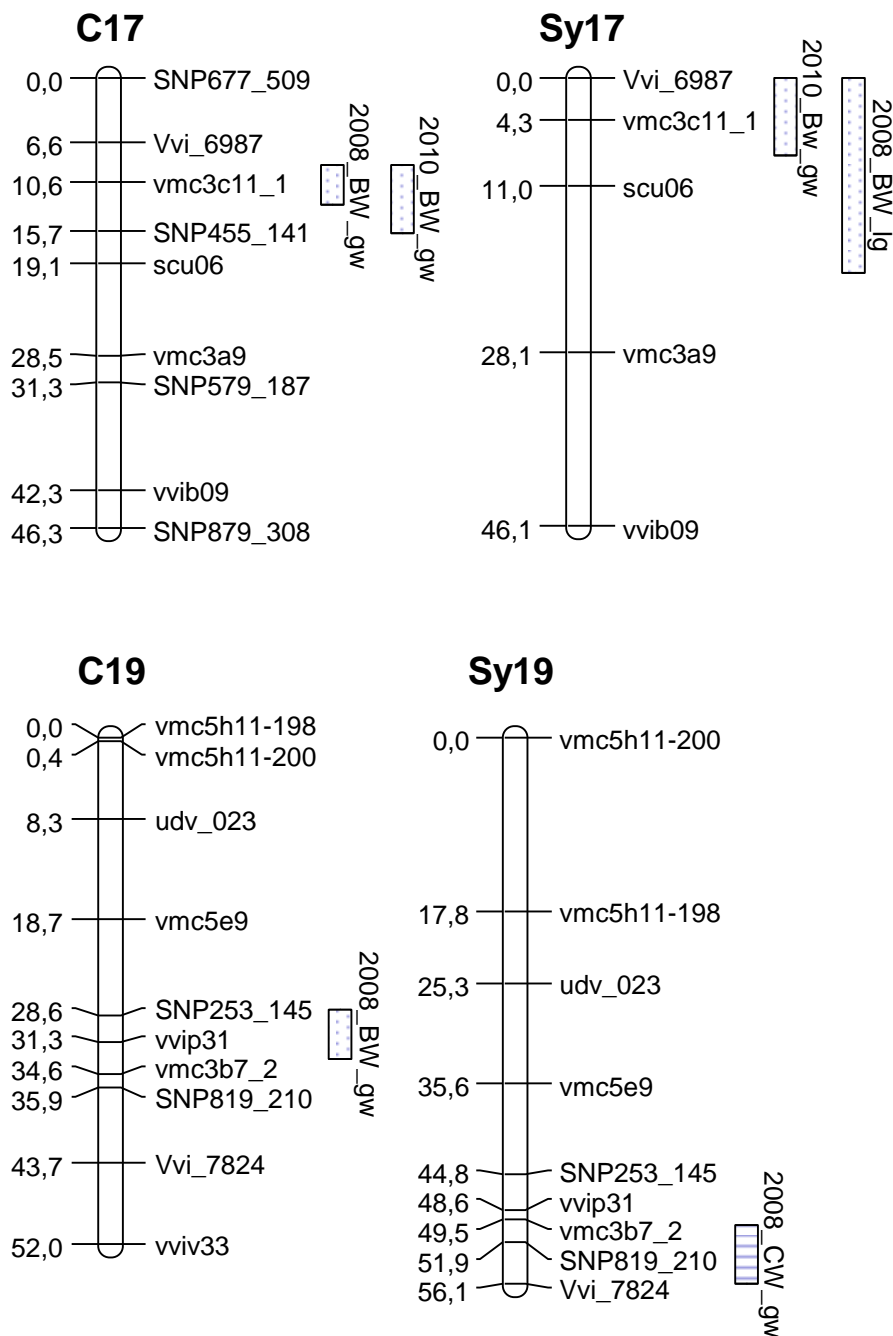 C17
0,0 SNP677_509
6,6 Vvi_6987
10,6 vmc3c11_1
15,7 SNP455_141
19,1 scu06
28,5 vmc3a9
31,3 SNP579_187
42,3 vvib09
46,3 SNP879_308
2008_BW_gw
2010_BW_gw
Sy17
0,0 Vvi_6987
4,3 vmc3c11_1
11,0 scu06
28,1 vmc3a9
46,1 vvib09
2010_Bw_gw
2008_BW_lg
C19
0,0 vmc5h11-198
0,4 vmc5h11-200
8,3 udv_023
18,7 vmc5e9
28,6 SNP253_145
31,3 vvip31
34,6 vmc3b7_2
35,9 SNP819_210
43,7 Vvi_7824
52,0 vviv33
2008_BW_gw
Sy19
0,0 vmc5h11-200
17,8 vmc5h11-198
25,3 udv_023
35,6 vmc5e9
44,8 SNP253_145
48,6 vvip31
49,5 vmc3b7_2
51,9 SNP819_210
56,1 Vvi_7824
2008_CW_gw